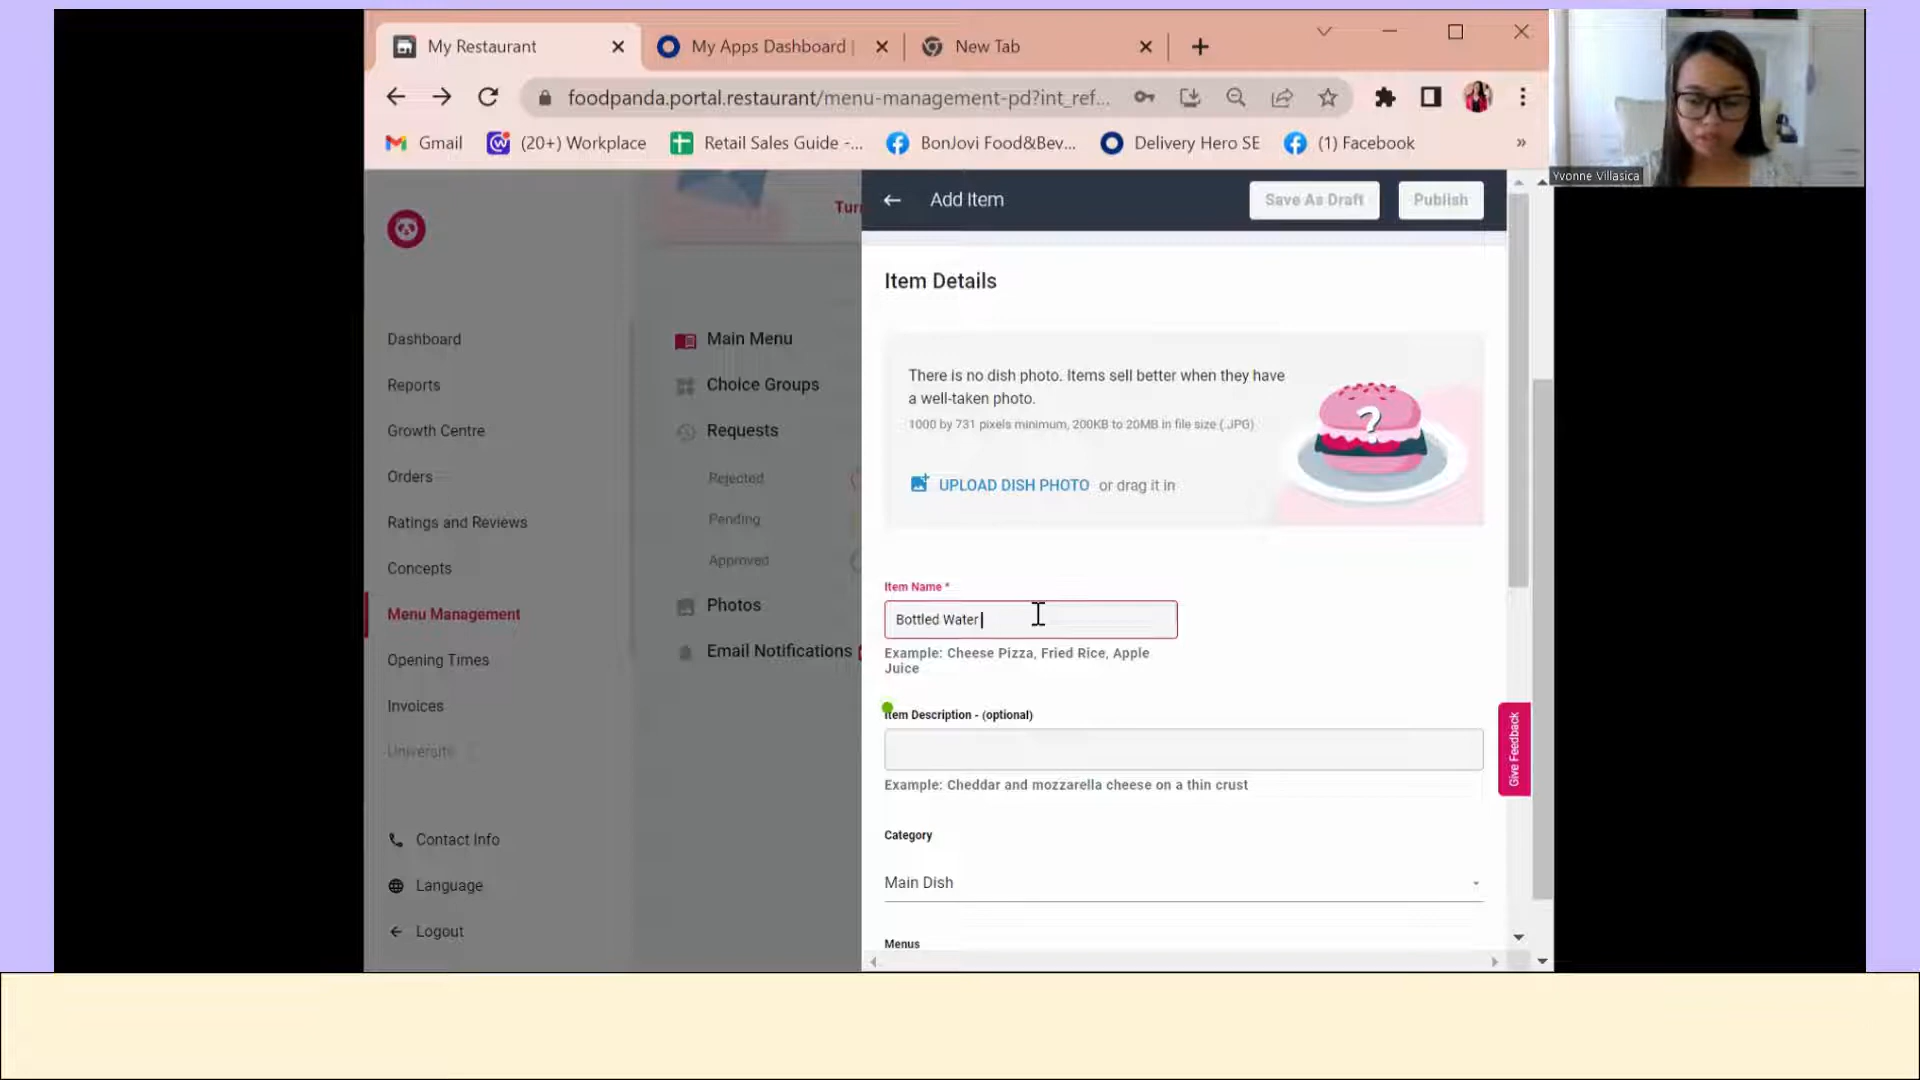 My Restaurant
My Apps Dashboard |
New Tab
foodpanda.portal.restaurant/menu-management-pd?int_ref...
Gmail
(20+) Workplace
Retail Sales Guide -...
BonJovi Food&Bev...
Delivery Hero SE
(1) Facebook
»
Yvonne Villasica
Add Item
Save As Draft
Publish
Item Details
There is no dish photo. Items sell better when they have
a well-taken photo.
1000 by 731 pixels minimum, 200KB to 20MB in file size (.JPG)
UPLOAD DISH PHOTO or drag it in
Item Name *
Bottled Water
Example: Cheese Pizza, Fried Rice, Apple
Juice
Item Description - (optional)
Example: Cheddar and mozzarella cheese on a thin crust
Category
Main Dish
Menus
Give Feedback
Dashboard
Reports
Growth Centre
Orders
Ratings and Reviews
Concepts
Menu Management
Opening Times
Invoices
Contact Info
Language
Logout
Main Menu
Choice Groups
Requests
Rejected
Pending
Approved
Photos
Email Notifications